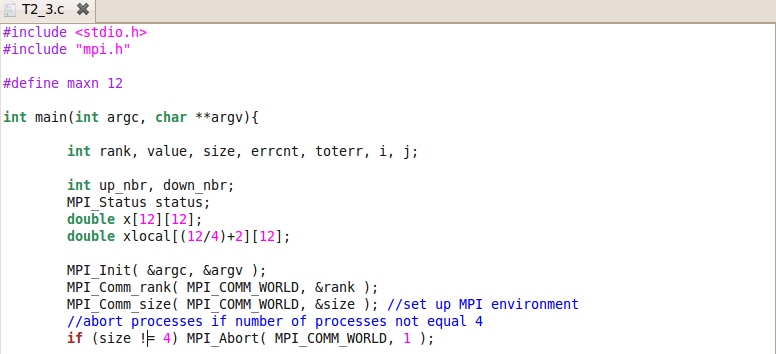 T2_3.c
#include <stdio.h>
#include "mpi.h"
#define maxn 12
int main(int argc, char **argv){
int rank, value, size, errcnt, toterr, i, j;
int up_nbr, down_nbr;
MPI_Status status;
double x[12][12];
double xlocal[(12/4)+2][12];
MPI_Init( &argc, &argv );
MPI_Comm_rank( MPI_COMM_WORLD, &rank );
MPI_Comm_size( MPI_COMM_WORLD, &size ); //set up MPI environment
//abort processes if number of processes not equal 4
if (size != 4) MPI_Abort( MPI_COMM_WORLD, 1 );